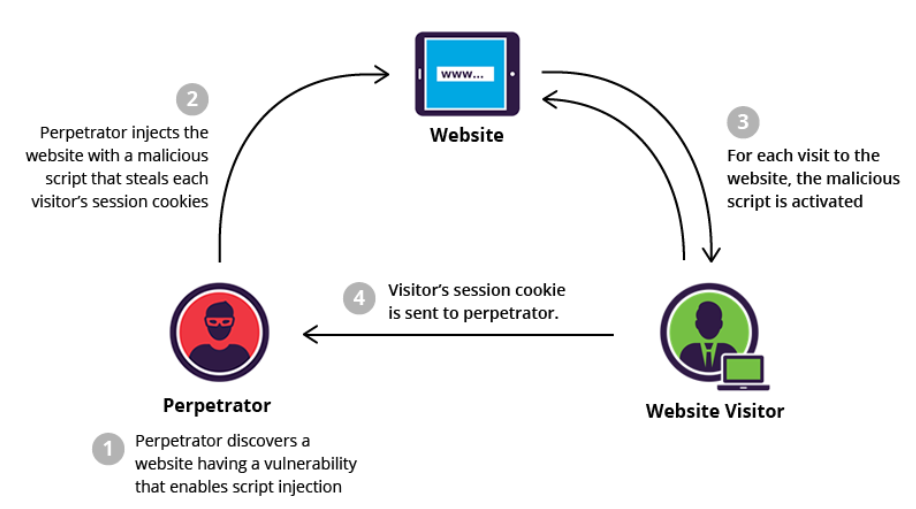 www...
Website
2
Perpetrator injects the
website with a malicious
script that steals each
visitor's session cookies
3
For each visit to the
website, the malicious
script is activated
4
Visitor's session cookie
is sent to perpetrator.
Perpetrator
Website Visitor
1
Perpetrator discovers a
website having a vulnerability
that enables script injection